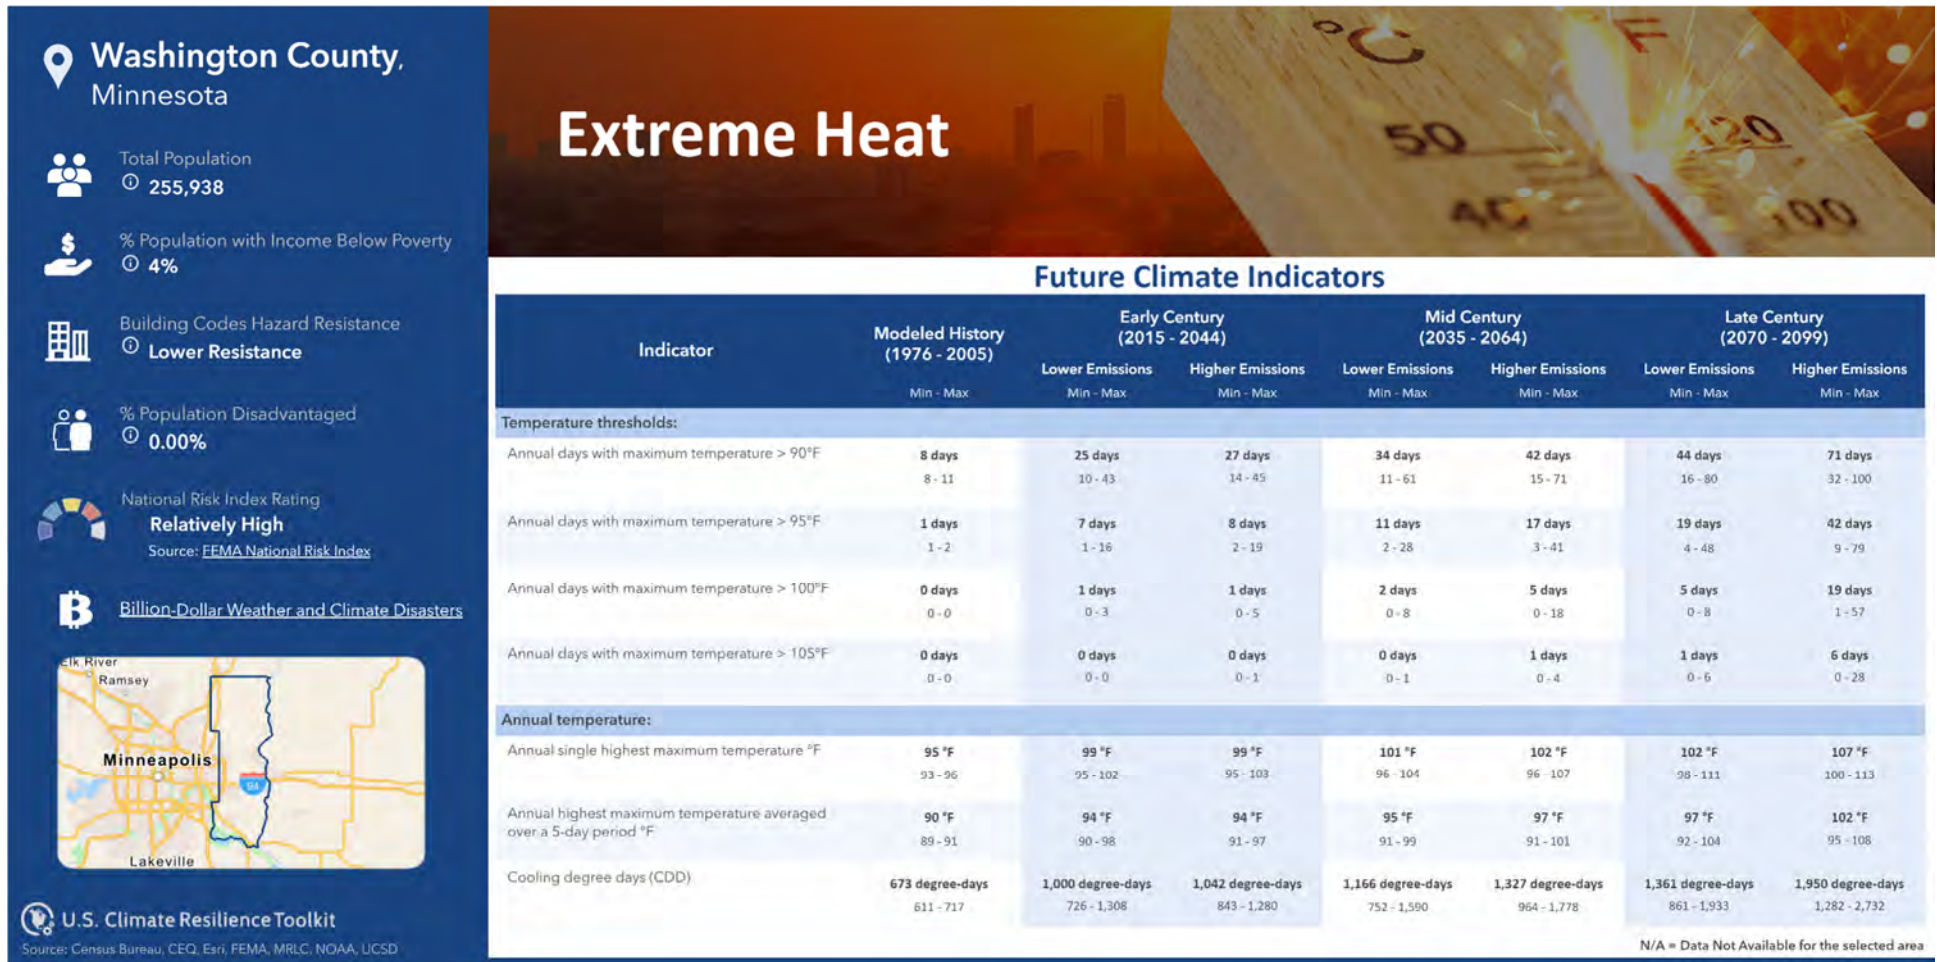 Washington County,
Minnesota
Total Population
255,938
% Population with Income Below Poverty
4%
Building Codes Hazard Resistance
Lower Resistance
% Population Disadvantaged
0.00%
National Risk Index Rating
Relatively High
Source: FEMA National Risk Index
Billion-Dollar Weather and Climate Disasters
Elk River
Ramsey
Minneapolis
94
Lakeville
U.S. Climate Resilience Toolkit
Source: Census Bureau, CEQ, Esri, FEMA, MRLC, NOAA, UCSD
Extreme Heat
°C F
50 120
40 100
Future Climate Indicators
Indicator Modeled History (1976 - 2005) Early Century (2015 - 2044) Mid Century (2035 - 2064) Late Century (2070 - 2099)
Lower Emissions Higher Emissions Lower Emissions Higher Emissions Lower Emissions Higher Emissions
Min - Max Min - Max Min - Max Min - Max Min - Max Min - Max Min - Max
Temperature thresholds:
Annual days with maximum temperature > 90°F 8 days 25 days 27 days 34 days 42 days 44 days 71 days
8 - 11 10 - 43 14 - 45 11 - 61 15 - 71 16 - 80 32 - 100
Annual days with maximum temperature > 95°F 1 days 7 days 8 days 11 days 17 days 19 days 42 days
1 - 2 1 - 16 2 - 19 2 - 28 3 - 41 4 - 48 9 - 79
Annual days with maximum temperature > 100°F 0 days 1 days 1 days 2 days 5 days 5 days 19 days
0 - 0 0 - 3 0 - 5 0 - 8 0 - 18 0 - 8 1 - 57
Annual days with maximum temperature > 105°F 0 days 0 days 0 days 0 days 1 days 1 days 6 days
0 - 0 0 - 0 0 - 1 0 - 1 0 - 4 0 - 6 0 - 28
Annual temperature:
Annual single highest maximum temperature °F 95 °F 99 °F 99 °F 101 °F 102 °F 102 °F 107 °F
93 - 96 95 - 102 95 - 103 96 - 104 96 - 107 98 - 111 100 - 113
Annual highest maximum temperature averaged
over a 5-day period °F 90 °F 94 °F 94 °F 95 °F 97 °F 97 °F 102 °F
89 - 91 90 - 98 91 - 97 91 - 99 91 - 101 92 - 104 95 - 108
Cooling degree days (CDD) 673 degree-days 1,000 degree-days 1,042 degree-days 1,166 degree-days 1,327 degree-days 1,361 degree-days 1,950 degree-days
611 - 717 726 - 1,308 843 - 1,280 752 - 1,590 964 - 1,778 861 - 1,933 1,282 - 2,732
N/A = Data Not Available for the selected area